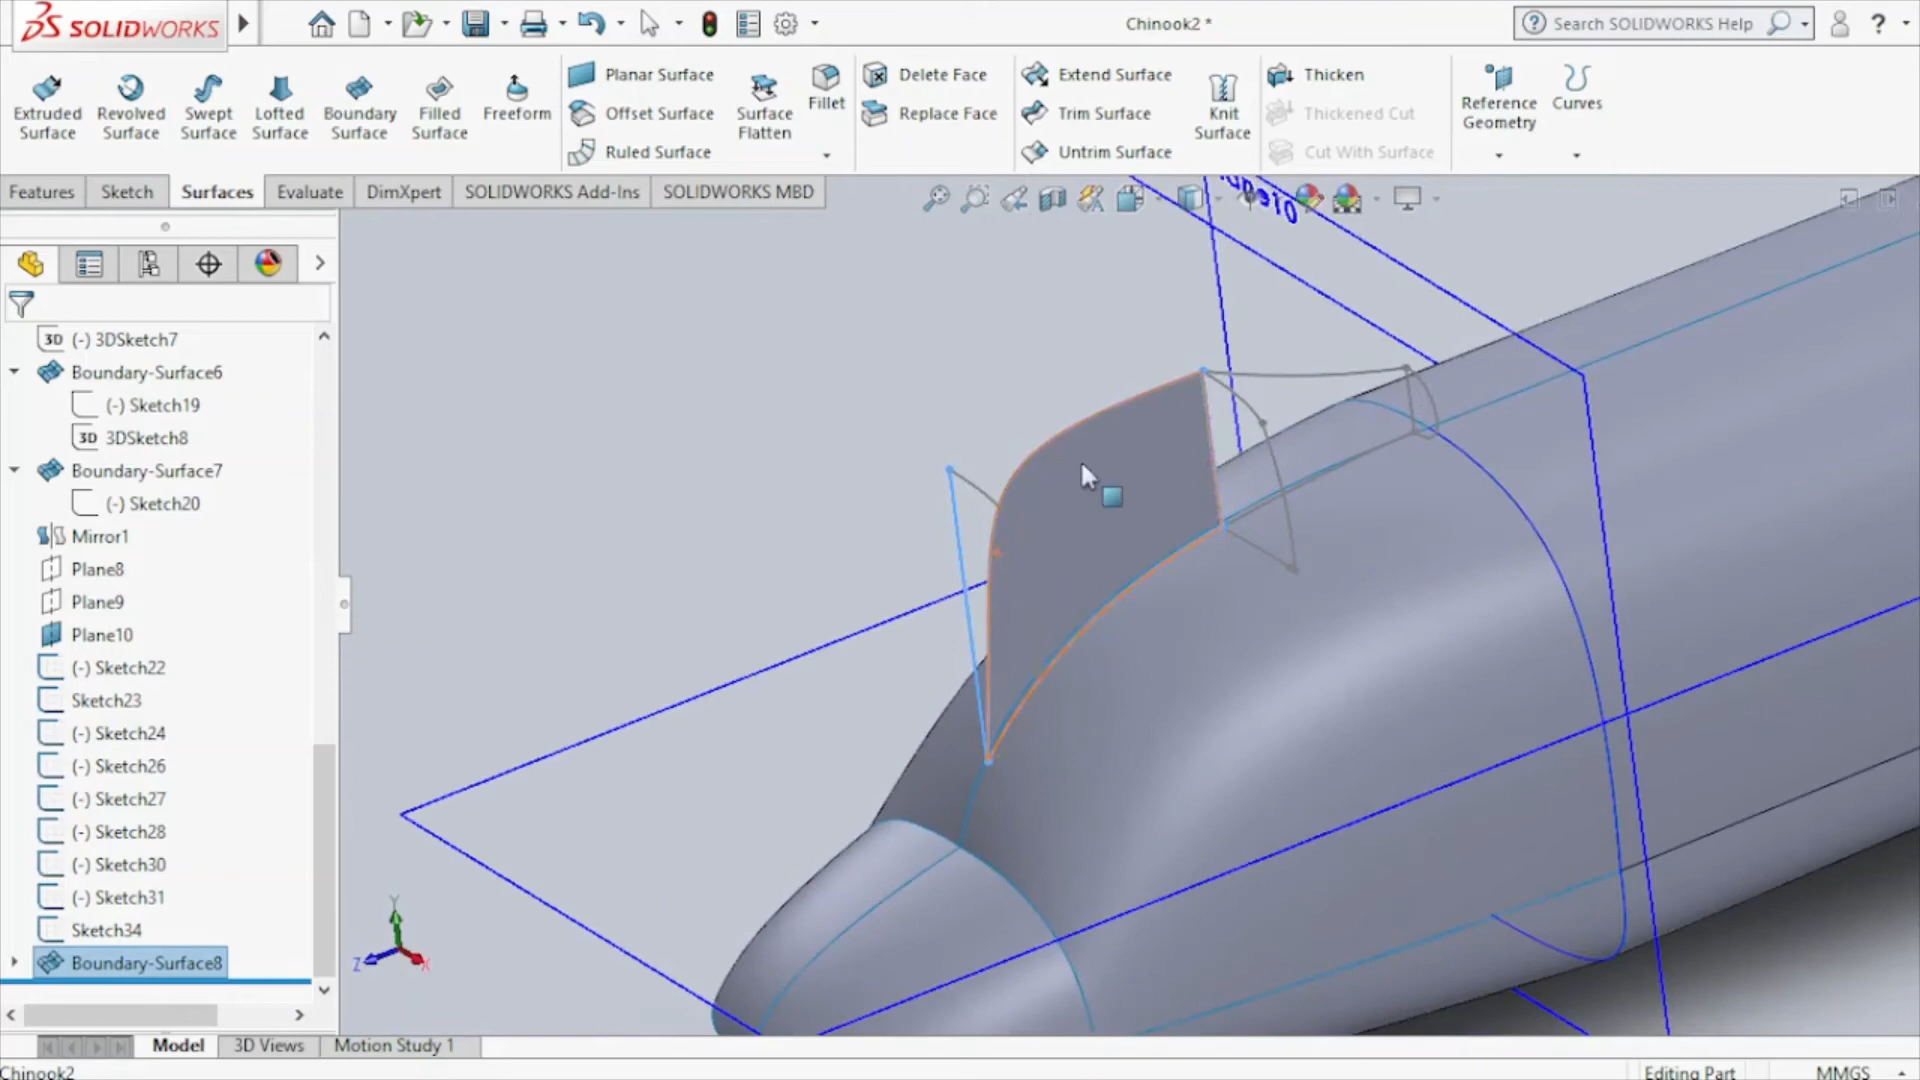 SOLIDWORKS
Chinook2 *
Search SOLIDWORKS Help
?
Extruded Surface
Revolved Surface
Swept Surface
Lofted Surface
Boundary Surface
Filled Surface
Freeform
Planar Surface
Offset Surface
Ruled Surface
Surface Flatten
Fillet
Delete Face
Replace Face
Extend Surface
Trim Surface
Untrim Surface
Knit Surface
Thicken
Thickened Cut
Cut With Surface
Reference Geometry
Curves
Features
Sketch
Surfaces
Evaluate
DimXpert
SOLIDWORKS Add-Ins
SOLIDWORKS MBD
3D (-) 3DSketch7
Boundary-Surface6
(-) Sketch19
3D 3DSketch8
Boundary-Surface7
(-) Sketch20
Mirror1
Plane8
Plane9
Plane10
(-) Sketch22
Sketch23
(-) Sketch24
(-) Sketch26
(-) Sketch27
(-) Sketch28
(-) Sketch30
(-) Sketch31
Sketch34
Boundary-Surface8
Y
Z
X
Model
3D Views
Motion Study 1
Chinook2
Editing Part
MMGS